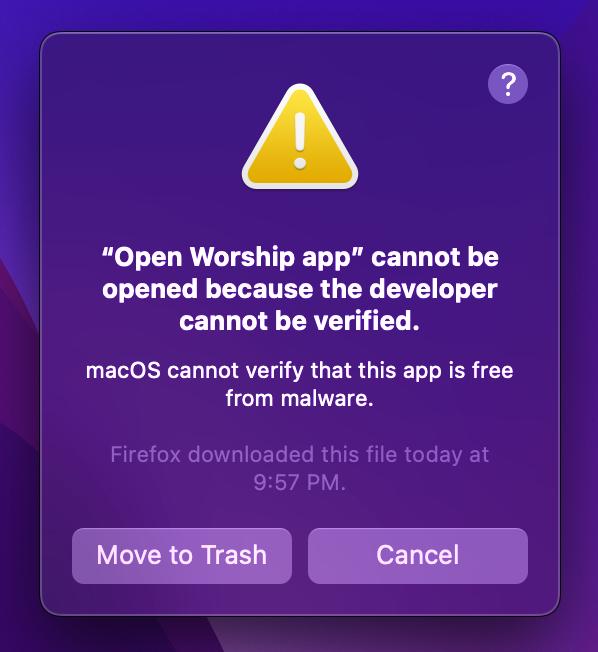 ?
“Open Worship app” cannot be
opened because the developer
cannot be verified.
macOS cannot verify that this app is free
from malware.
Firefox downloaded this file today at
9:57 PM.
Move to Trash
Cancel